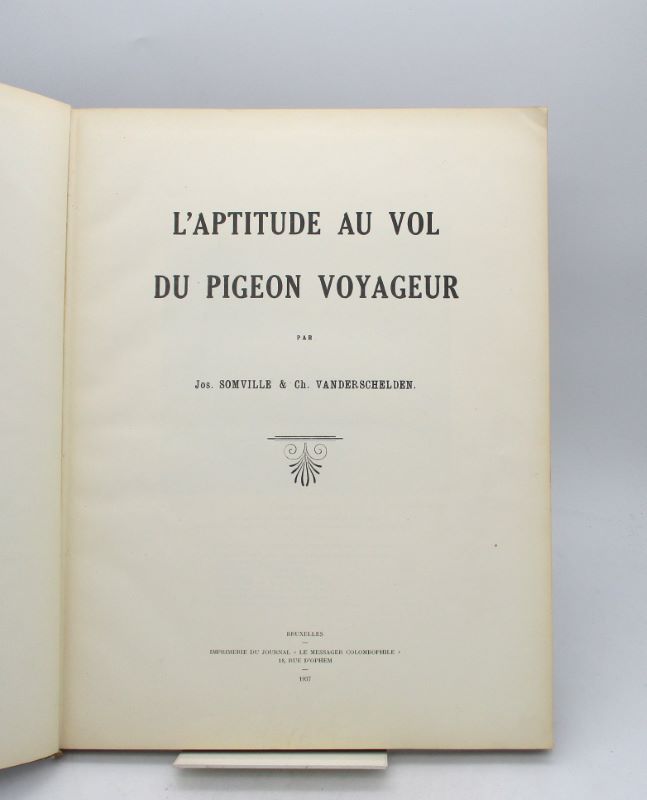 L'APTITUDE AU VOL
DU PIGEON VOYAGEUR
PAR
Jos. SOMVILLE & Ch. VANDERSCHELDEN.
BRUXELLES
IMPRIMERIE DU JOURNAL « LE MESSAGER COLOMBOPHILE »
18, RUE D'OPHEM
1937